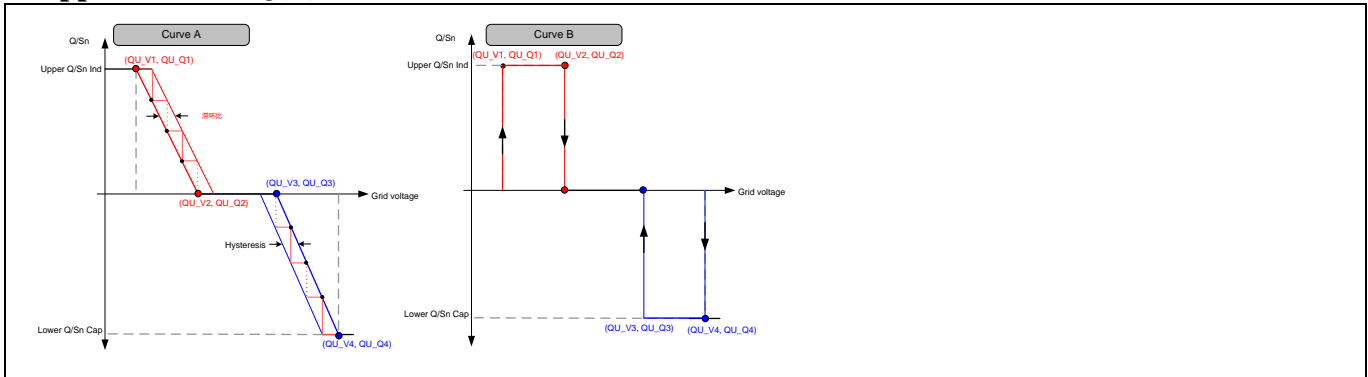 Curve A
Q/Sn
(QU_V1, QU_Q1)
Upper Q/Sn Ind
滞环比
(QU_V3, QU_Q3)
Grid voltage
(QU_V2, QU_Q2)
Hysteresis
Lower Q/Sn Cap
(QU_V4, QU_Q4)
Curve B
Q/Sn
(QU_V1, QU_Q1)
(QU_V2, QU_Q2)
Upper Q/Sn Ind
Grid voltage
Lower Q/Sn Cap
(QU_V3, QU_Q3)
(QU_V4, QU_Q4)